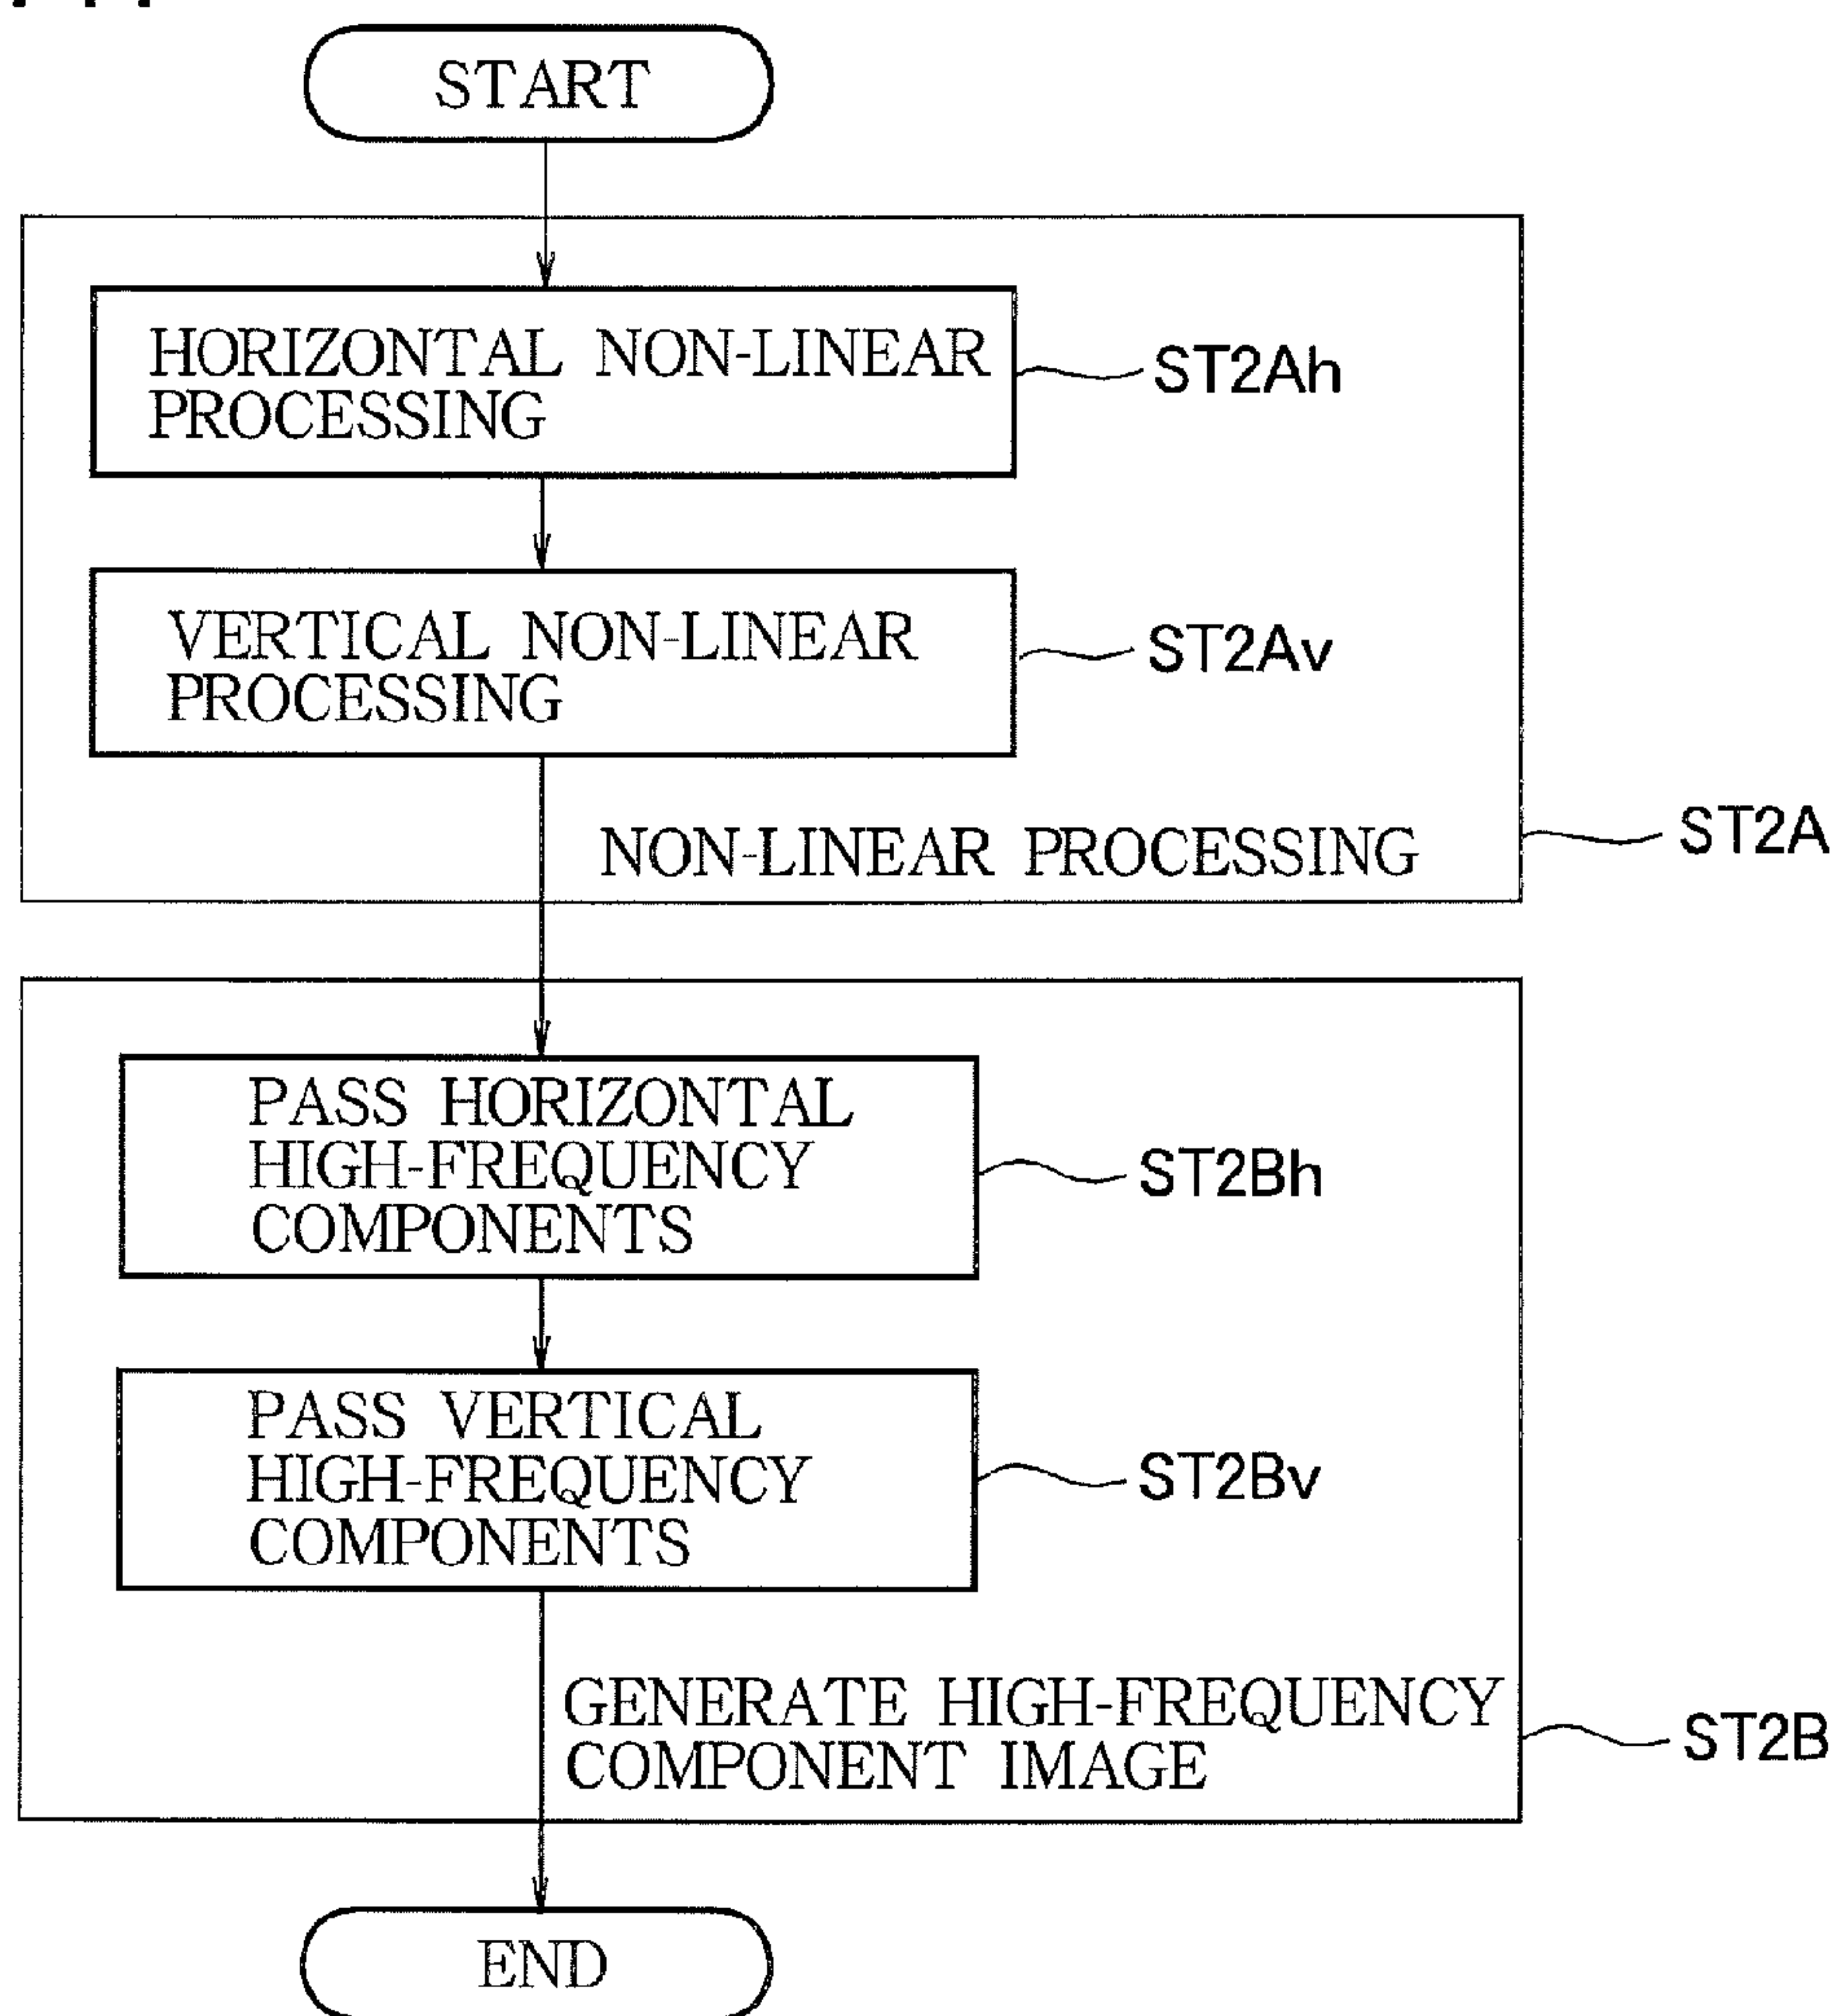 START
HORIZONTAL NON-LINEAR
PROCESSING
ST2Ah
VERTICAL NON-LINEAR
PROCESSING
ST2Av
NON-LINEAR PROCESSING
ST2A
PASS HORIZONTAL
HIGH-FREQUENCY
COMPONENTS
ST2Bh
PASS VERTICAL
HIGH-FREQUENCY
COMPONENTS
ST2Bv
GENERATE HIGH-FREQUENCY
COMPONENT IMAGE
ST2B
END